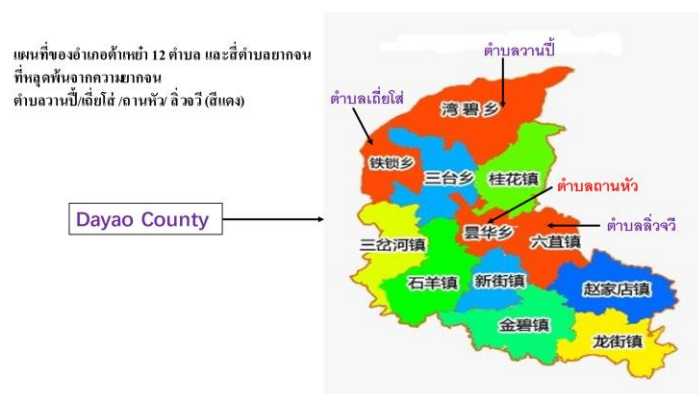 แผนที่ของอำเภอต้าเหย๋า 12 ตำบล และสี่ตำบลยากจน
ที่หลุดพ้นจากความยากจน
ตำบลวานปี้/เถี่ยโส่ /ถานหัว/ ลิ่วจวี (สีแดง)
ตำบลวานปี้
ตำบลเถี่ยโส่
湾碧乡
铁锁乡
三台乡
桂花镇
ตำบลถานหัว
Dayao County
昙华乡
六苴镇
ตำบลลิ่วจวี
三岔河镇
石羊镇
新街镇
赵家店镇
金碧镇
龙街镇